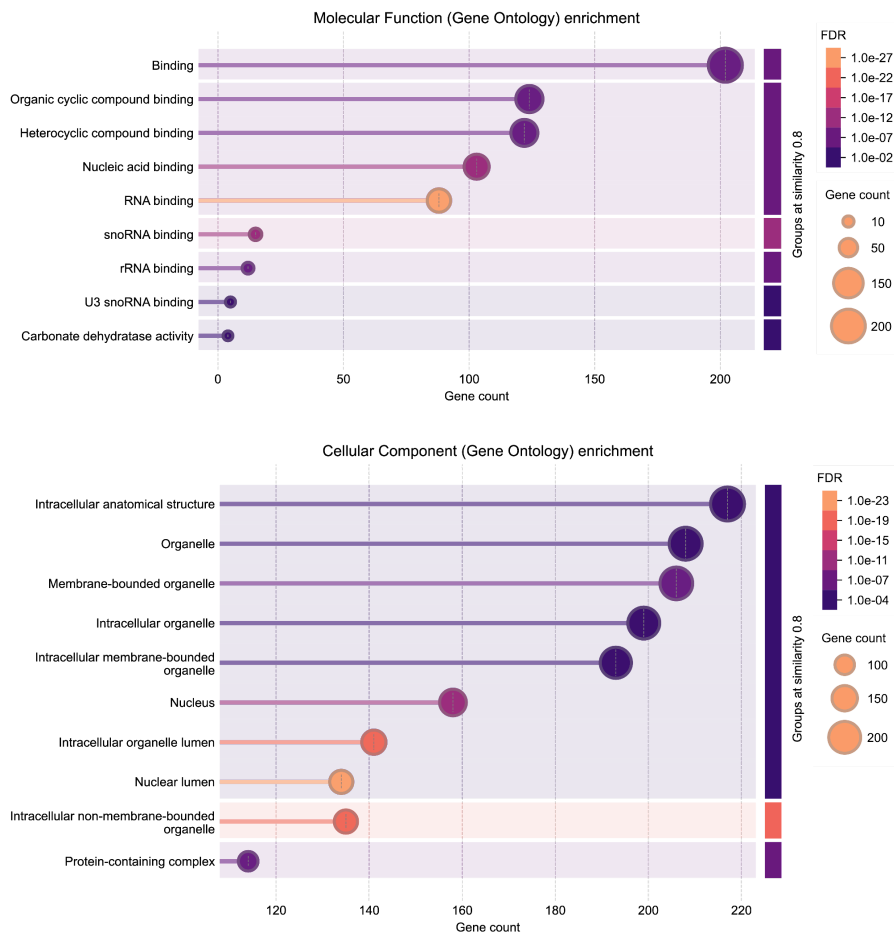 Molecular Function (Gene Ontology) enrichment
Binding
Organic cyclic compound binding
Heterocyclic compound binding
Nucleic acid binding
RNA binding
snoRNA binding
rRNA binding
U3 snoRNA binding
Carbonate dehydratase activity
0 50 100 150 200
Gene count
Groups at similarity 0.8
FDR
1.0e-27
1.0e-22
1.0e-17
1.0e-12
1.0e-07
1.0e-02
Gene count
10
50
150
200
Cellular Component (Gene Ontology) enrichment
Intracellular anatomical structure
Organelle
Membrane-bounded organelle
Intracellular organelle
Intracellular membrane-bounded
organelle
Nucleus
Intracellular organelle lumen
Nuclear lumen
Intracellular non-membrane-bounded
organelle
Protein-containing complex
120 140 160 180 200 220
Gene count
Groups at similarity 0.8
FDR
1.0e-23
1.0e-19
1.0e-15
1.0e-11
1.0e-07
1.0e-04
Gene count
100
150
200